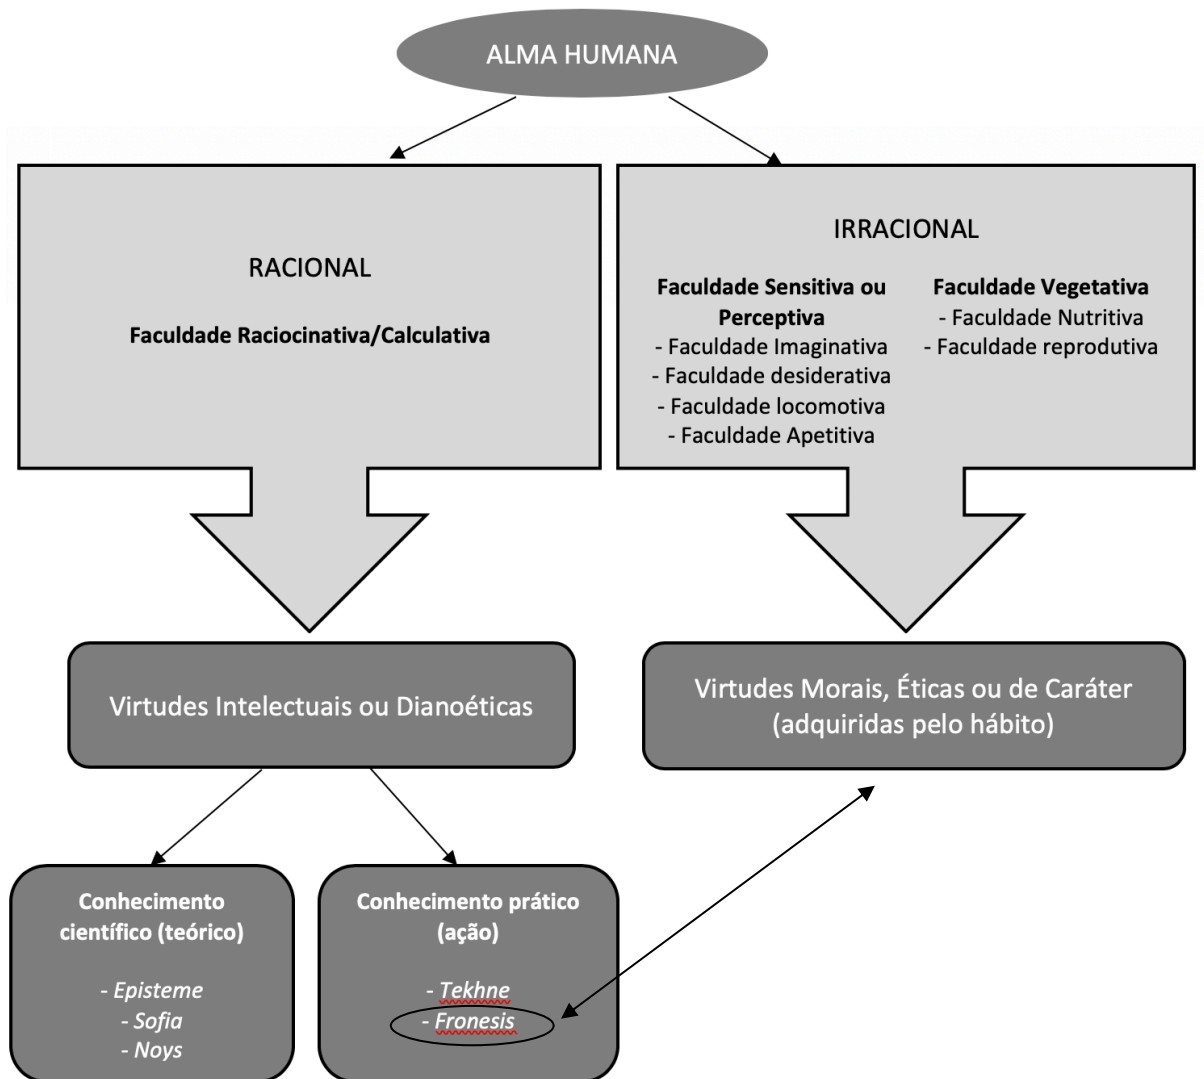 ALMA HUMANA
RACIONAL
Faculdade Raciocinativa/Calculativa
IRRACIONAL
Faculdade Sensitiva ou
Perceptiva
- Faculdade Imaginativa
- Faculdade desiderativa
- Faculdade locomotiva
- Faculdade Apetitiva
Faculdade Vegetativa
- Faculdade Nutritiva
- Faculdade reprodutiva
Virtudes Intelectuais ou Dianoéticas
Virtudes Morais, Éticas ou de Caráter
(adquiridas pelo hábito)
Conhecimento
científico (teórico)
- Episteme
- Sofia
- Noys
Conhecimento prático
(ação)
- Tekhne
- Fronesis